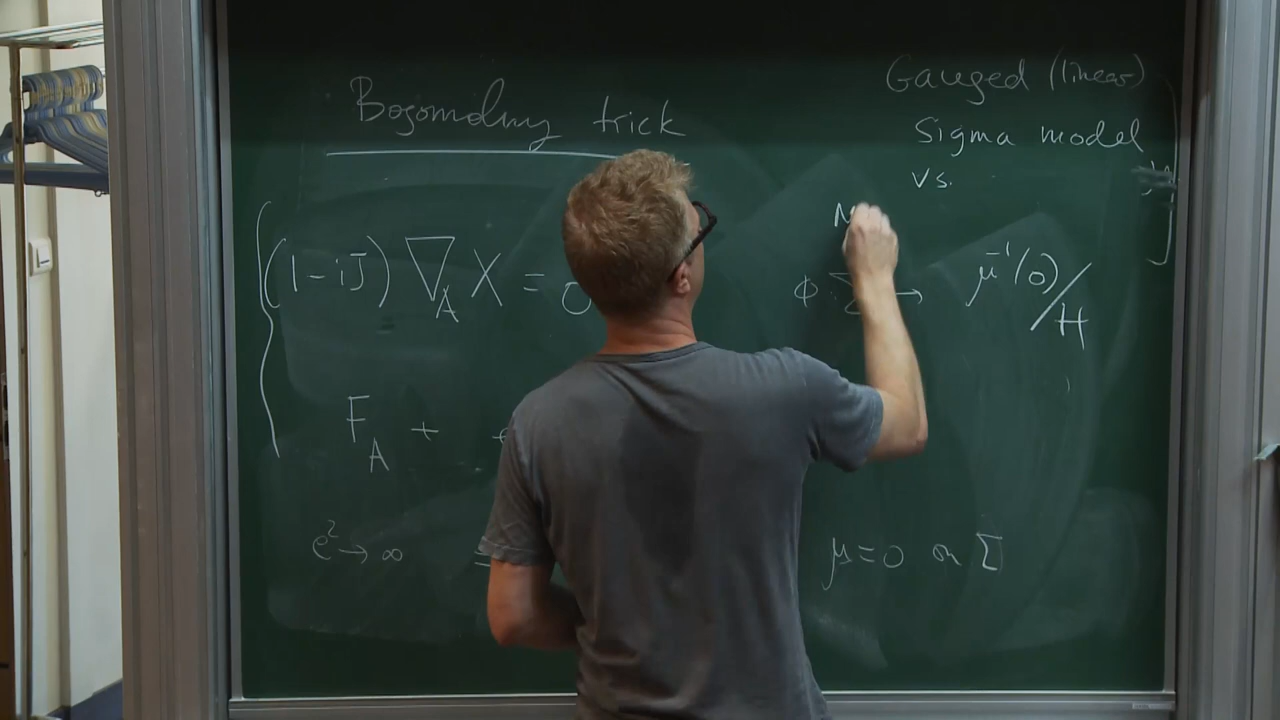 Bogomolny trick
Gauged (linear)
Sigma model
vs.
(1-iJ) ∇_A X = 0
ϕ: Σ → μ⁻¹(0)/H
F_A +
e² → ∞
μ=0 on Σ